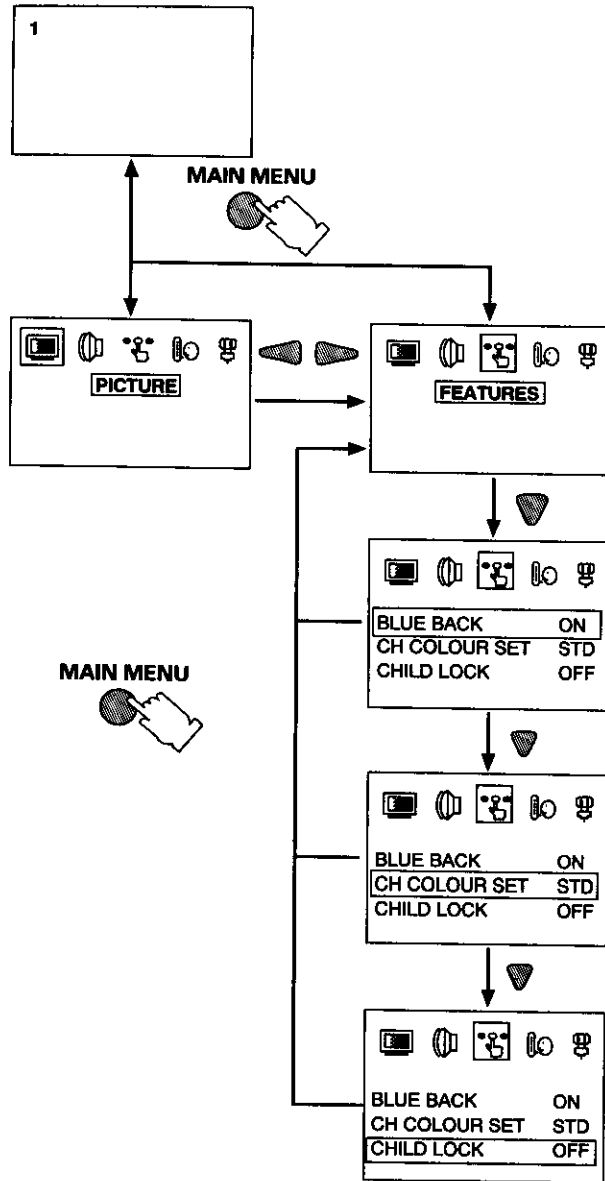 1
MAIN MENU
PICTURE
FEATURES
BLUE BACK ON
CH COLOUR SET STD
CHILD LOCK OFF
MAIN MENU
BLUE BACK ON
CH COLOUR SET STD
CHILD LOCK OFF
BLUE BACK ON
CH COLOUR SET STD
CHILD LOCK OFF